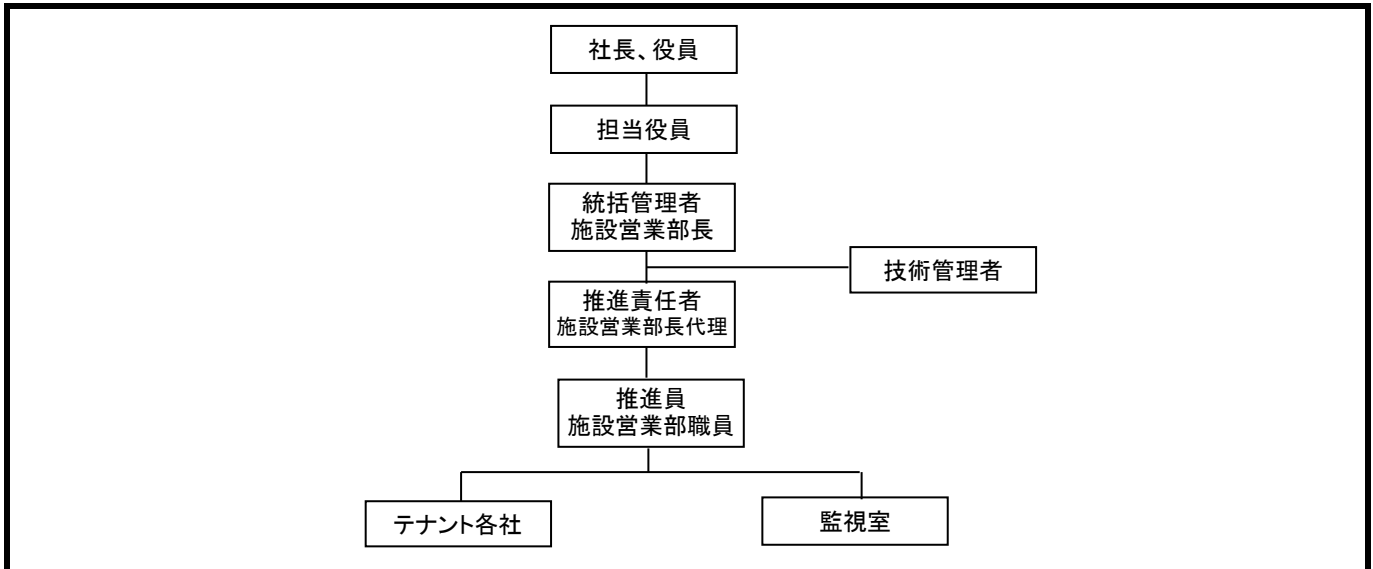 社長、役員
担当役員
統括管理者
施設営業部長
技術管理者
推進責任者
施設営業部長代理
推進員
施設営業部職員
テナント各社
監視室